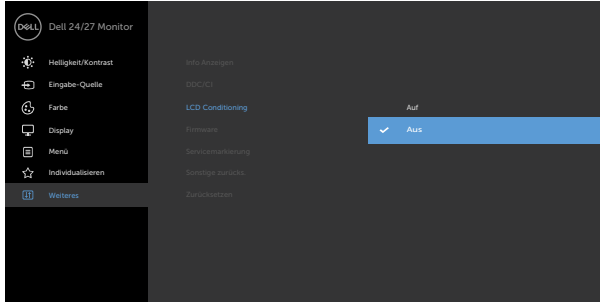 DELL
Dell 24/27 Monitor
Helligkeit/Kontrast
Eingabe-Quelle
Farbe
Display
Menü
Individualisieren
Weiteres
Info Anzeigen
DDC/CI
LCD Conditioning
Firmware
Servicemarkierung
Sonstige zurücks.
Zurücksetzen
Auf
Aus